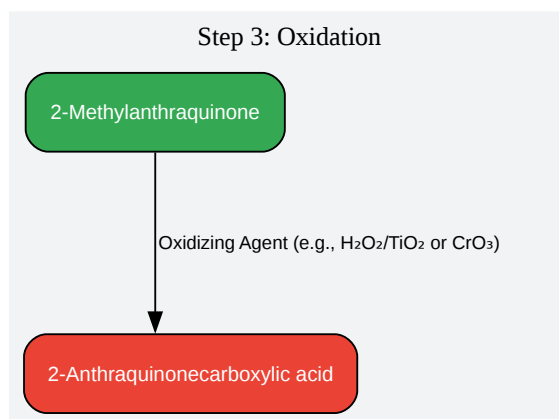 Step 3: Oxidation
2-Methylanthraquinone
Oxidizing Agent (e.g., H₂O₂/TiO₂ or CrO₃)
2-Anthraquinonecarboxylic acid